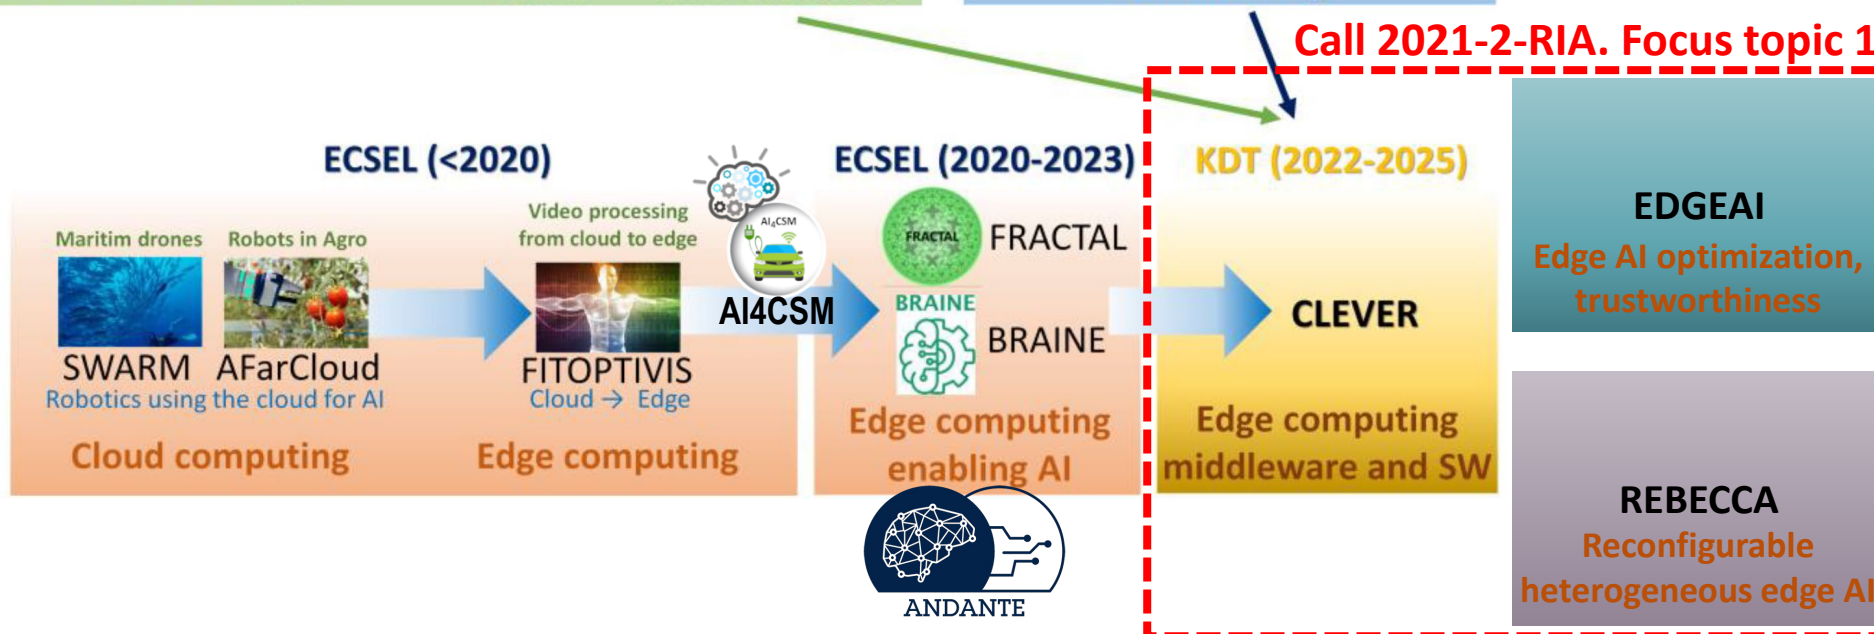 Call 2021-2-RIA. Focus topic 1
ECSEL (<2020)
ECSEL (2020-2023)
KDT (2022-2025)
Maritim drones
Robots in Agro
Video processing
from cloud to edge
SWARM
AFarCloud
Robotics using the cloud for AI
FITOPTIVIS
Cloud → Edge
Cloud computing
Edge computing
AI4CSM
AI4CSM
FRACTAL
FRACTAL
BRAINE
BRAINE
Edge computing
enabling AI
ANDANTE
CLEVER
Edge computing
middleware and SW
EDGEAI
Edge AI optimization,
trustworthiness
REBECCA
Reconfigurable
heterogeneous edge AI